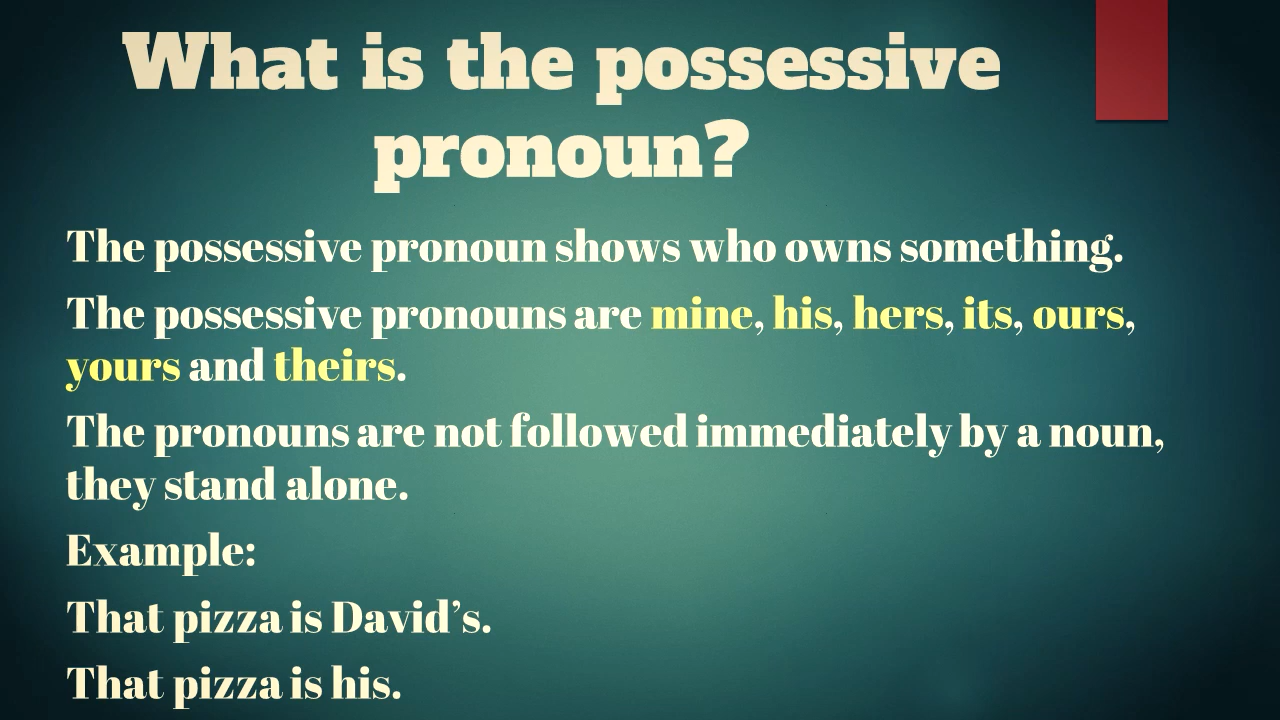 What is the possessive
pronoun?
The possessive pronoun shows who owns something.
The possessive pronouns are mine, his, hers, its, ours,
yours and theirs.
The pronouns are not followed immediately by a noun,
they stand alone.
Example:
That pizza is David’s.
That pizza is his.